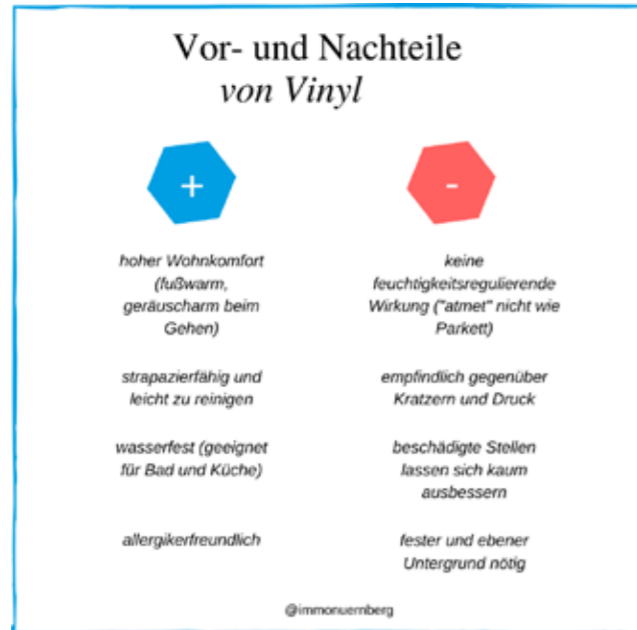 Vor- und Nachteile
von Vinyl
+
-
hoher Wohnkomfort
(fußwarm,
geräuscharm beim
Gehen)
strapazierfähig und
leicht zu reinigen
wasserfest (geeignet
für Bad und Küche)
allergikerfreundlich
keine
feuchtigkeitsregulierende
Wirkung ("atmet" nicht wie
Parkett)
empfindlich gegenüber
Kratzern und Druck
beschädigte Stellen
lassen sich kaum
ausbessern
fester und ebener
Untergrund nötig
@immonuernberg